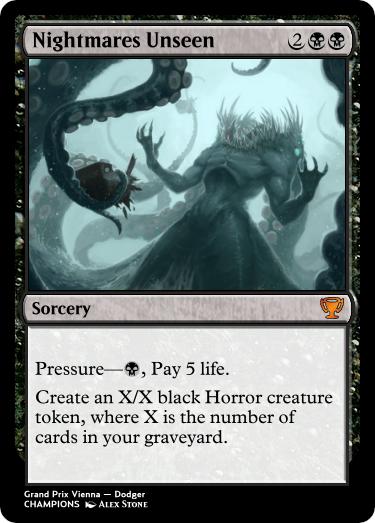 Nightmares Unseen 2
Sorcery
Pressure—, Pay 5 life.
Create an X/X black Horror creature
token, where X is the number of
cards in your graveyard.
Grand Prix Vienna — Dodger
CHAMPIONS Alex Stone